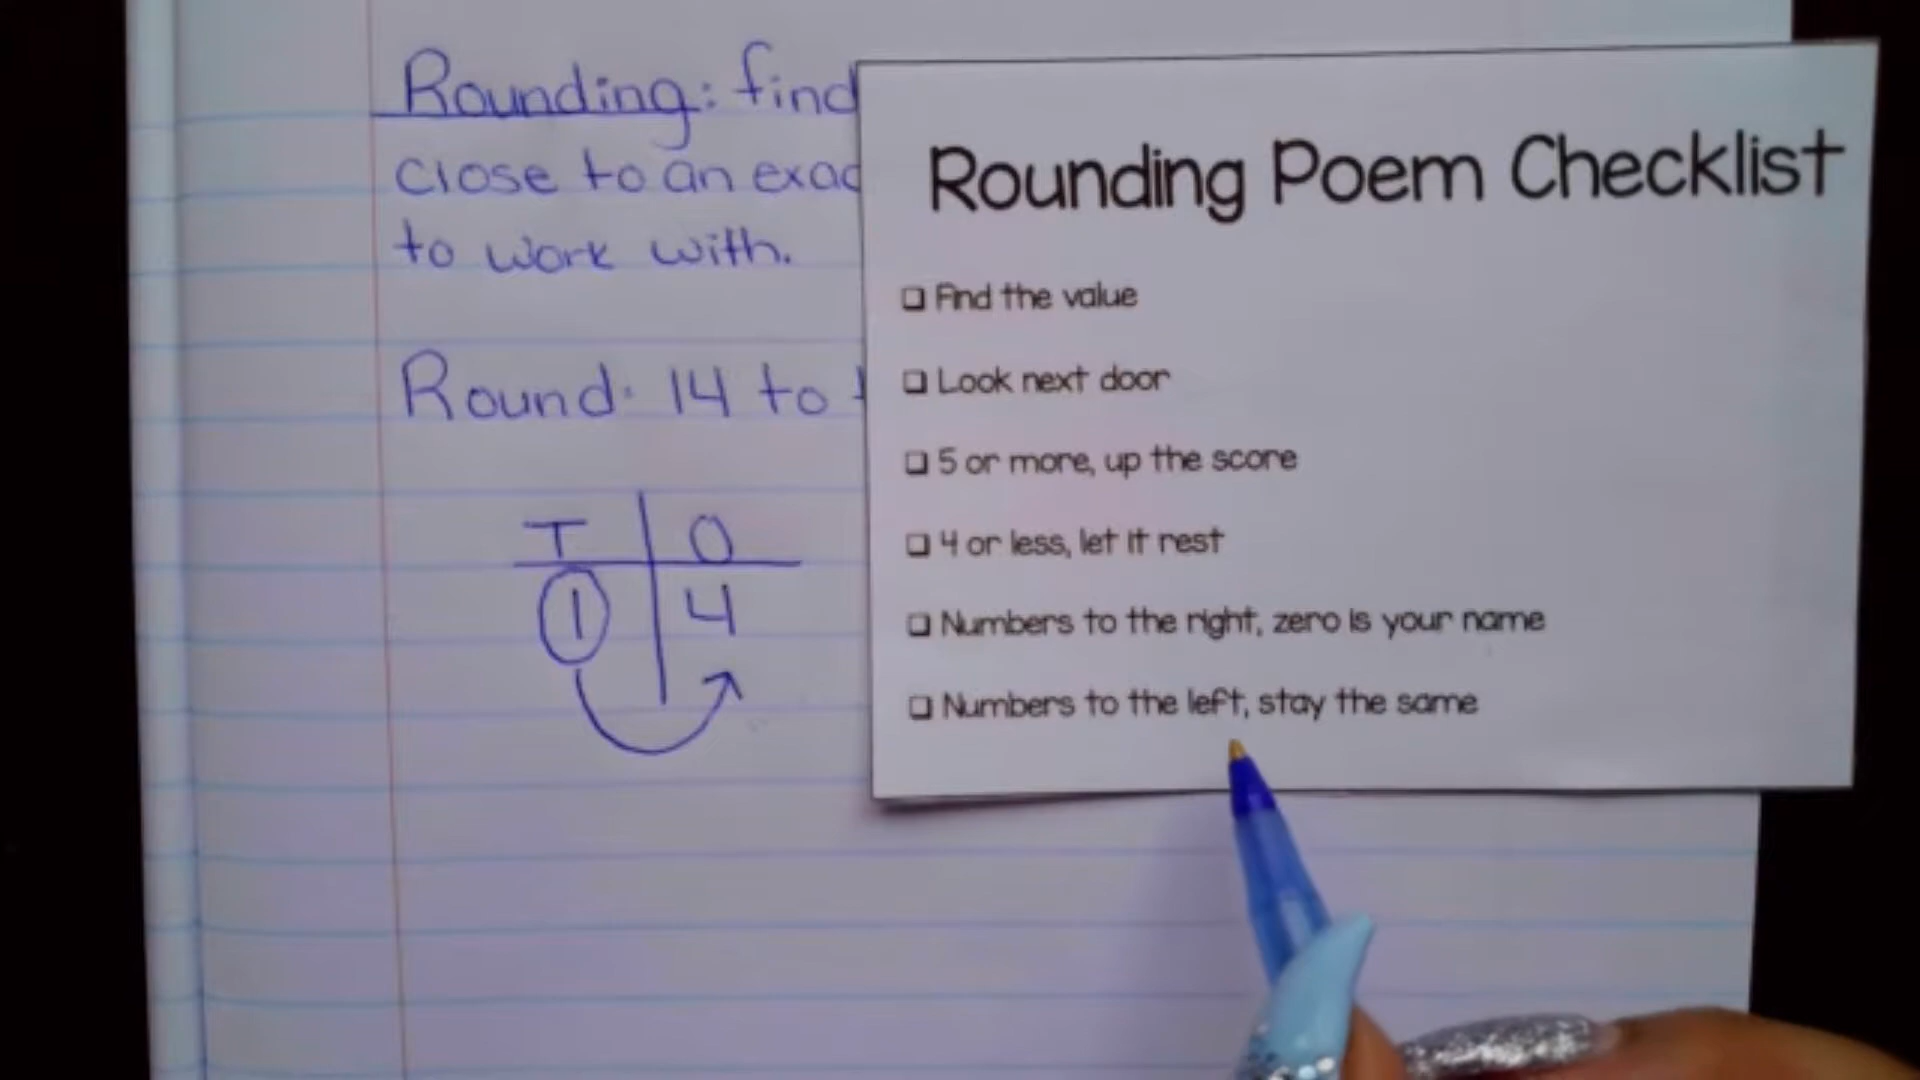 Rounding: find
close to an exac
to work with.
Round: 14 to
T O
1 4
Rounding Poem Checklist
Find the value
Look next door
5 or more, up the score
4 or less, let it rest
Numbers to the right, zero is your name
Numbers to the left, stay the same